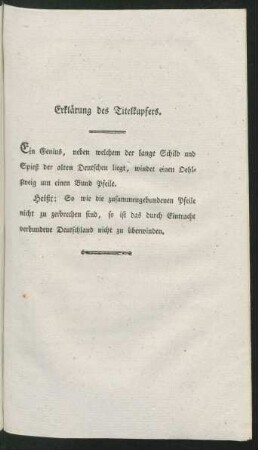 Erklärung des Titelkupfers.
Ein Genius, neben welchem der lange Schild und
Spieß der alten Deutschen liegt, windet einen Oehl-
zweig um einen Bund Pfeile.
Heißt: So wie die zusammengebundenen Pfeile
nicht zu zerbrechen sind, so ist das durch Eintracht
verbundene Deutschland nicht zu überwinden.